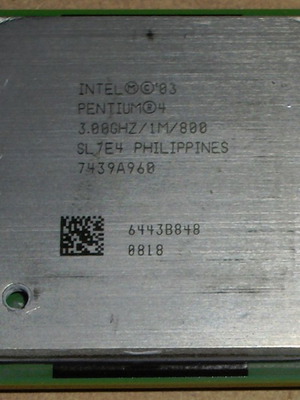 INTEL Ⓜ©'03
PENTIUM®4
3.00GHZ/1M/800
SL7E4 PHILIPPINES
7439A960
6443B848
0818